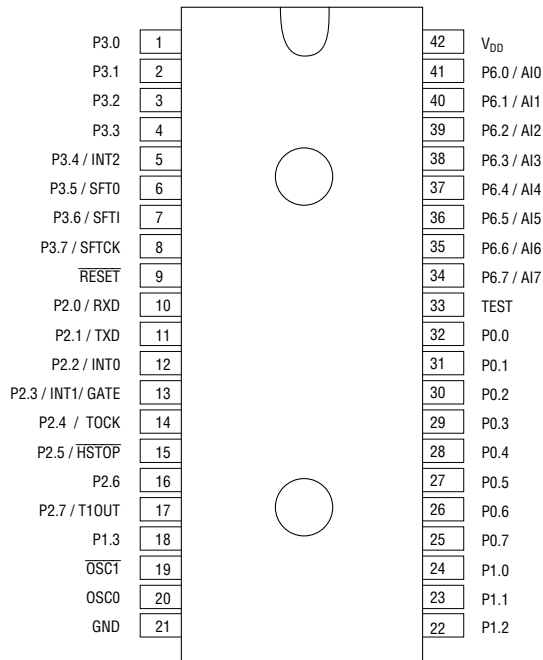 P3.0 1 42 VDD
P3.1 2 41 P6.0 / AI0
P3.2 3 40 P6.1 / AI1
P3.3 4 39 P6.2 / AI2
P3.4 / INT2 5 38 P6.3 / AI3
P3.5 / SFT0 6 37 P6.4 / AI4
P3.6 / SFTI 7 36 P6.5 / AI5
P3.7 / SFTCK 8 35 P6.6 / AI6
RESET 9 34 P6.7 / AI7
P2.0 / RXD 10 33 TEST
P2.1 / TXD 11 32 P0.0
P2.2 / INT0 12 31 P0.1
P2.3 / INT1/ GATE 13 30 P0.2
P2.4 / TOCK 14 29 P0.3
P2.5 / HSTOP 15 28 P0.4
P2.6 16 27 P0.5
P2.7 / T1OUT 17 26 P0.6
P1.3 18 25 P0.7
OSC1 19 24 P1.0
OSC0 20 23 P1.1
GND 21 22 P1.2